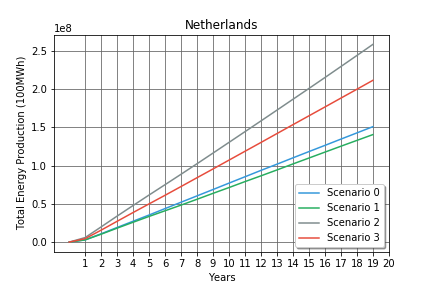 Netherlands
1e8
Total Energy Production (100MWh)
2.5
2.0
1.5
1.0
0.5
0.0
Scenario 0
Scenario 1
Scenario 2
Scenario 3
1 2 3 4 5 6 7 8 9 10 11 12 13 14 15 16 17 18 19 20
Years